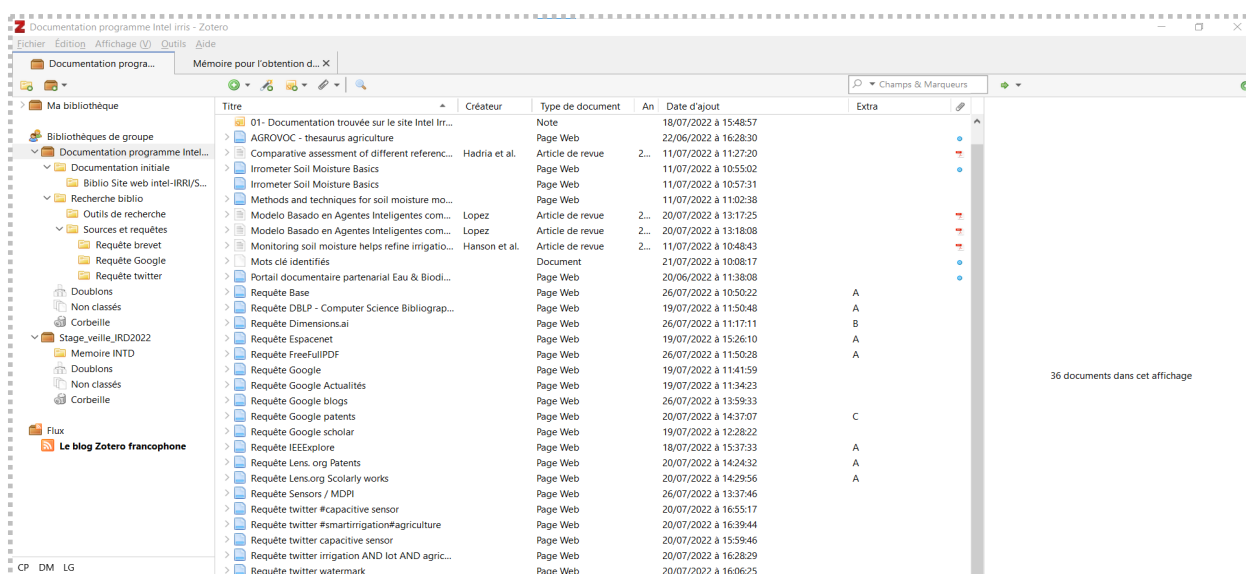 Documentation programme Intel irris - Zotero
Fichier Édition Affichage (V) Outils Aide
Documentation progra... Mémoire pour l'obtention d... X
Champs & Marqueurs
Ma bibliothèque
Bibliothèques de groupe
Documentation programme Intel...
Documentation initiale
Biblio Site web intel-IRRI/S...
Recherche biblio
Outils de recherche
Sources et requêtes
Requête brevet
Requête Google
Requête twitter
Doublons
Non classés
Corbeille
Stage_veille_IRD2022
Memoire INTD
Doublons
Non classés
Corbeille
Flux
Le blog Zotero francophone
CP DM LG
Titre Créateur Type de document An Date d'ajout Extra
01- Documentation trouvée sur le site Intel Irr... Note 18/07/2022 à 15:48:57
AGROVOC - thesaurus agriculture Page Web 22/06/2022 à 16:28:30
Comparative assessment of different referenc... Hadria et al. Article de revue 2... 11/07/2022 à 11:27:20
Irrometer Soil Moisture Basics Page Web 11/07/2022 à 10:55:02
Irrometer Soil Moisture Basics Page Web 11/07/2022 à 10:57:31
Methods and techniques for soil moisture mo... Page Web 11/07/2022 à 11:02:38
Modelo Basado en Agentes Inteligentes com... Lopez Article de revue 2... 20/07/2022 à 13:17:25
Modelo Basado en Agentes Inteligentes com... Lopez Article de revue 2... 20/07/2022 à 13:18:08
Monitoring soil moisture helps refine irrigatio... Hanson et al. Article de revue 2... 11/07/2022 à 10:48:43
Mots clé identifiés Document 21/07/2022 à 10:08:17
Portail documentaire partenarial Eau & Biodi... Page Web 20/06/2022 à 11:38:08
Requête Base Page Web 26/07/2022 à 10:50:22 A
Requête DBLP - Computer Science Bibliograp... Page Web 19/07/2022 à 11:50:48 A
Requête Dimensions.ai Page Web 26/07/2022 à 11:17:11 B
Requête Espacenet Page Web 19/07/2022 à 15:26:10 A
Requête FreeFullPDF Page Web 26/07/2022 à 11:50:28 A
Requête Google Page Web 19/07/2022 à 11:41:59
Requête Google Actualités Page Web 19/07/2022 à 11:34:23
Requête Google blogs Page Web 26/07/2022 à 13:59:33
Requête Google patents Page Web 20/07/2022 à 14:37:07 C
Requête Google scholar Page Web 19/07/2022 à 12:28:22
Requête IEEExplore Page Web 18/07/2022 à 15:37:33 A
Requête Lens. org Patents Page Web 20/07/2022 à 14:24:32 A
Requête Lens.org Scolarly works Page Web 20/07/2022 à 14:29:56 A
Requête Sensors / MDPI Page Web 26/07/2022 à 13:37:46
Requête twitter #capacitive sensor Page Web 20/07/2022 à 16:55:17
Requête twitter #smartirrigation#agriculture Page Web 20/07/2022 à 16:39:44
Requête twitter capacitive sensor Page Web 20/07/2022 à 15:59:46
Requête twitter irrigation AND Iot AND agric... Page Web 20/07/2022 à 16:28:29
Requête twitter watermark Page Web 20/07/2022 à 16:06:25
36 documents dans cet affichage